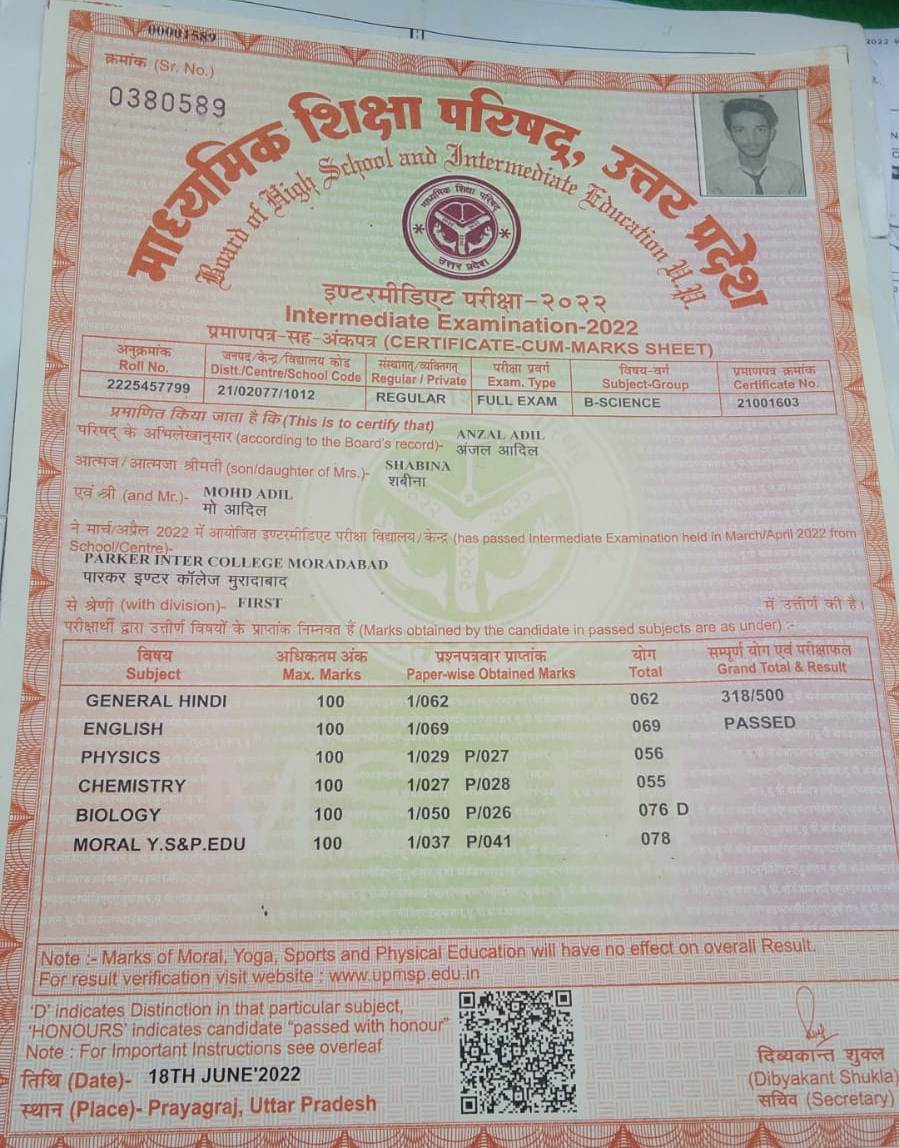 00001589
क्रमांक (Sr. No.)
0380589
माध्यमिक शिक्षा परिषद्, उत्तर प्रदेश
Board of High School and Intermediate Education U.P.
माध्यमिक शिक्षा परिषद्
उत्तर प्रदेश
इण्टरमीडिएट परीक्षा-२०२२
Intermediate Examination-2022
प्रमाणपत्र-सह-अंकपत्र (CERTIFICATE-CUM-MARKS SHEET)
अनुक्रमांक जनपद/केन्द्र/विद्यालय कोड संस्थागत/व्यक्तिगत् परीक्षा प्रवर्ग विषय-वर्ग प्रमाणपत्र क्रमांक
Roll No. Distt./Centre/School Code Regular / Private Exam. Type Subject-Group Certificate No.
2225457799 21/02077/1012 REGULAR FULL EXAM B-SCIENCE 21001603
प्रमाणित किया जाता है कि (This is to certify that)
परिषद् के अभिलेखानुसार (according to the Board's record)- ANZAL ADIL
अंजल आदिल
आत्मज/आत्मजा श्रीमती (son/daughter of Mrs.)- SHABINA
शबीना
एवं श्री (and Mr.)- MOHD ADIL
मो आदिल
ने मार्च/अप्रैल 2022 में आयोजित इण्टरमीडिएट परीक्षा विद्यालय/केन्द्र (has passed Intermediate Examination held in March/April 2022 from
School/Centre)-
PARKER INTER COLLEGE MORADABAD
पारकर इण्टर कॉलेज मुरादाबाद
से श्रेणी (with division)- FIRST में उत्तीर्ण की है।
परीक्षार्थी द्वारा उत्तीर्ण विषयों के प्राप्तांक निम्नवत हैं (Marks obtained by the candidate in passed subjects are as under) :-
विषय अधिकतम अंक प्रश्नपत्रवार प्राप्तांक योग सम्पूर्ण योग एवं परीक्षाफल
Subject Max. Marks Paper-wise Obtained Marks Total Grand Total & Result
GENERAL HINDI 100 1/062 062 318/500
ENGLISH 100 1/069 069 PASSED
PHYSICS 100 1/029 P/027 056
CHEMISTRY 100 1/027 P/028 055
BIOLOGY 100 1/050 P/026 076 D
MORAL Y.S&P.EDU 100 1/037 P/041 078
Note :- Marks of Moral, Yoga, Sports and Physical Education will have no effect on overall Result.
For result verification visit website : www.upmsp.edu.in
'D' indicates Distinction in that particular subject,
'HONOURS' indicates candidate "passed with honour"
Note : For Important Instructions see overleaf
तिथि (Date)- 18TH JUNE'2022
स्थान (Place)- Prayagraj, Uttar Pradesh
दिब्यकान्त शुक्ल
(Dibyakant Shukla)
सचिव (Secretary)